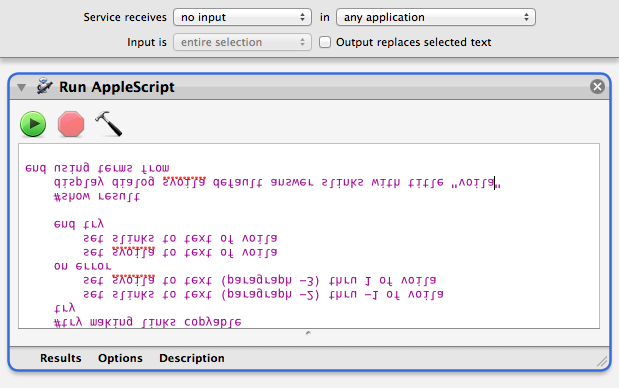 Service receives no input in any application
Input is entire selection Output replaces selected text
Run AppleScript
end using terms from
display dialog svoila default answer slinks with title "voila"
#show result
end try
set slinks to text of voila
set svoila to text of voila
on error
set svoila to text (paragraph -3) thru 1 of voila
set slinks to text (paragraph -2) thru -1 of voila
try
#try making links copyable
Results Options Description